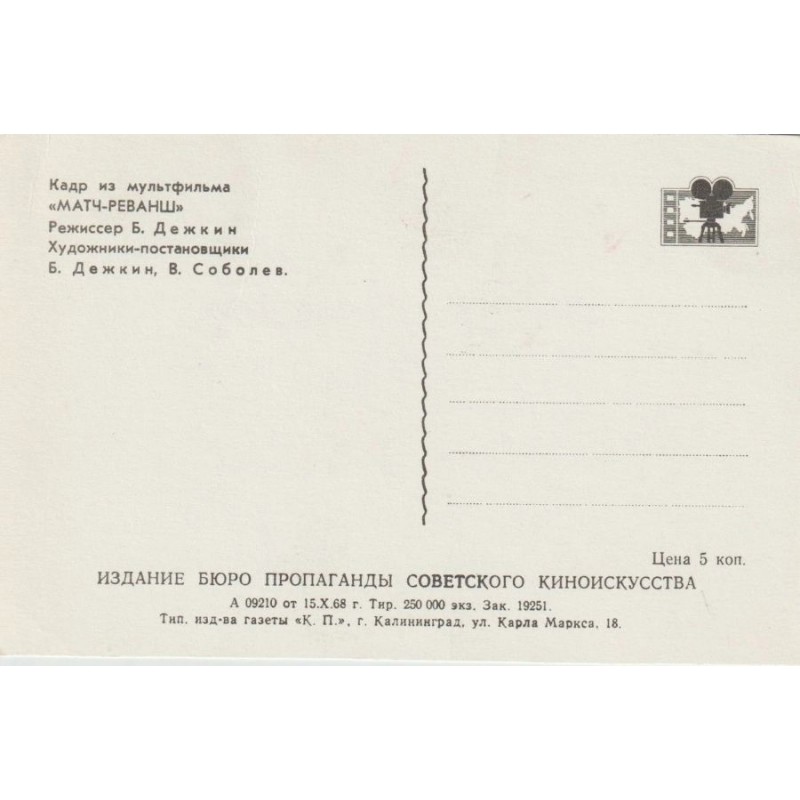 Кадр из мультфильма
«МАТЧ-РЕВАНШ»
Режиссер Б. Дежкин
Художники-постановщики
Б. Дежкин, В. Соболев.
Цена 5 коп.
ИЗДАНИЕ БЮРО ПРОПАГАНДЫ СОВЕТСКОГО КИНОИСКУССТВА
А 09210 от 15.X.68 г. Тир. 250 000 экз. Зак. 19251.
Тип. изд-ва газеты «К. П.», г. Калининград, ул. Карла Маркса, 18.